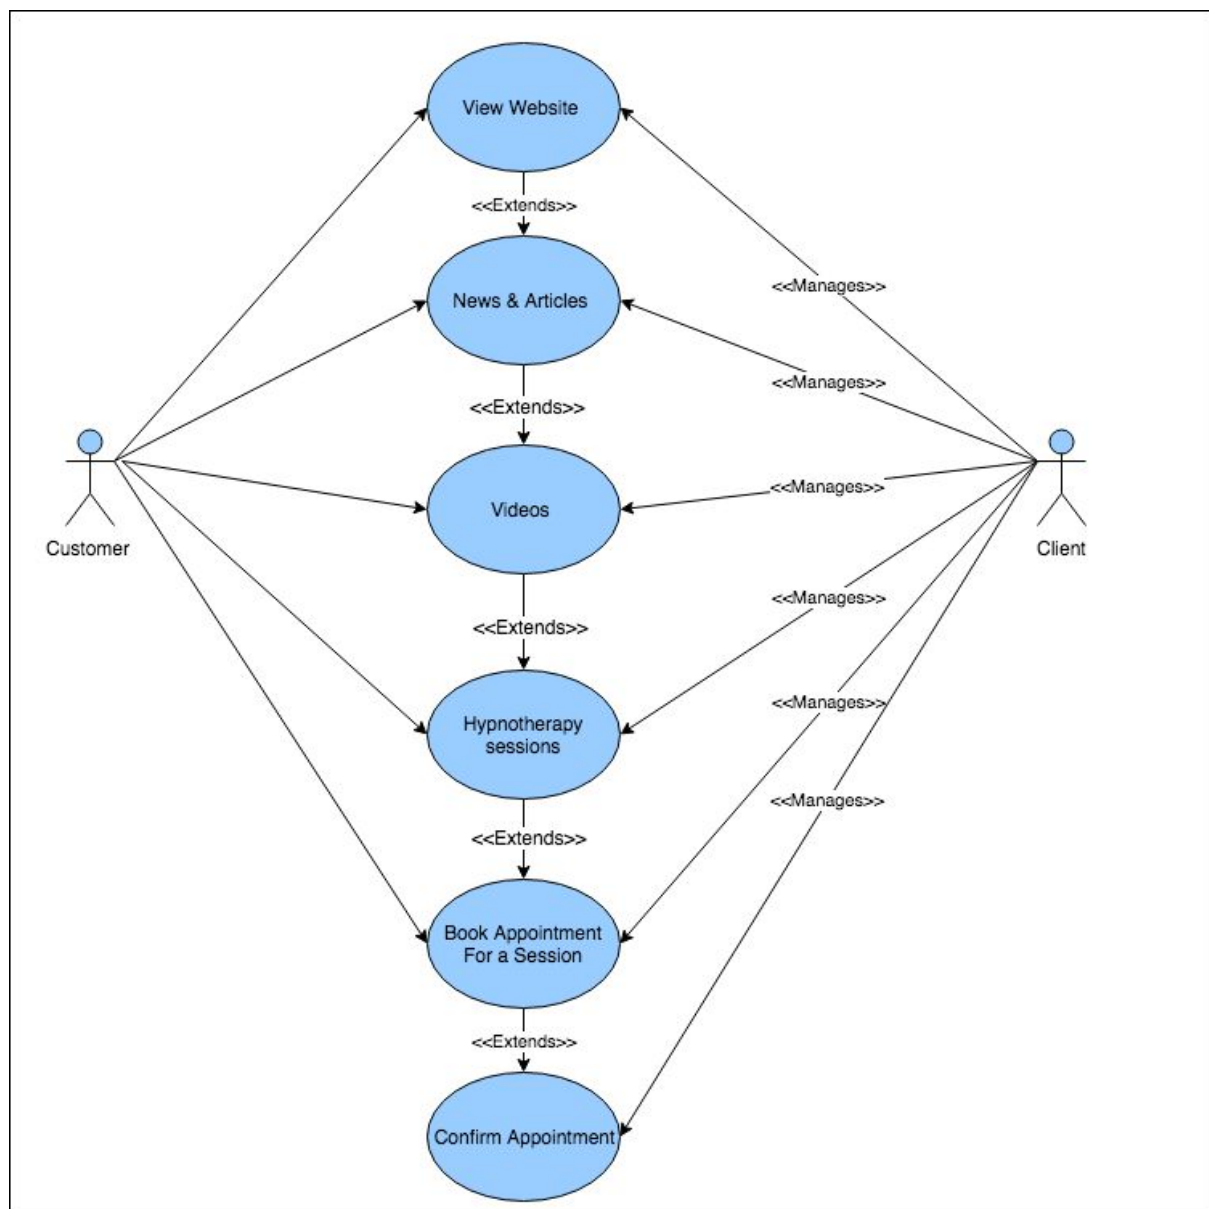 View Website
<<Extends>>
<<Manages>>
News & Articles
<<Manages>>
<<Extends>>
<<Manages>>
Videos
Customer
Client
<<Manages>>
<<Extends>>
<<Manages>>
Hypnotherapy
sessions
<<Manages>>
<<Extends>>
Book Appointment
For a Session
<<Extends>>
Confirm Appointment